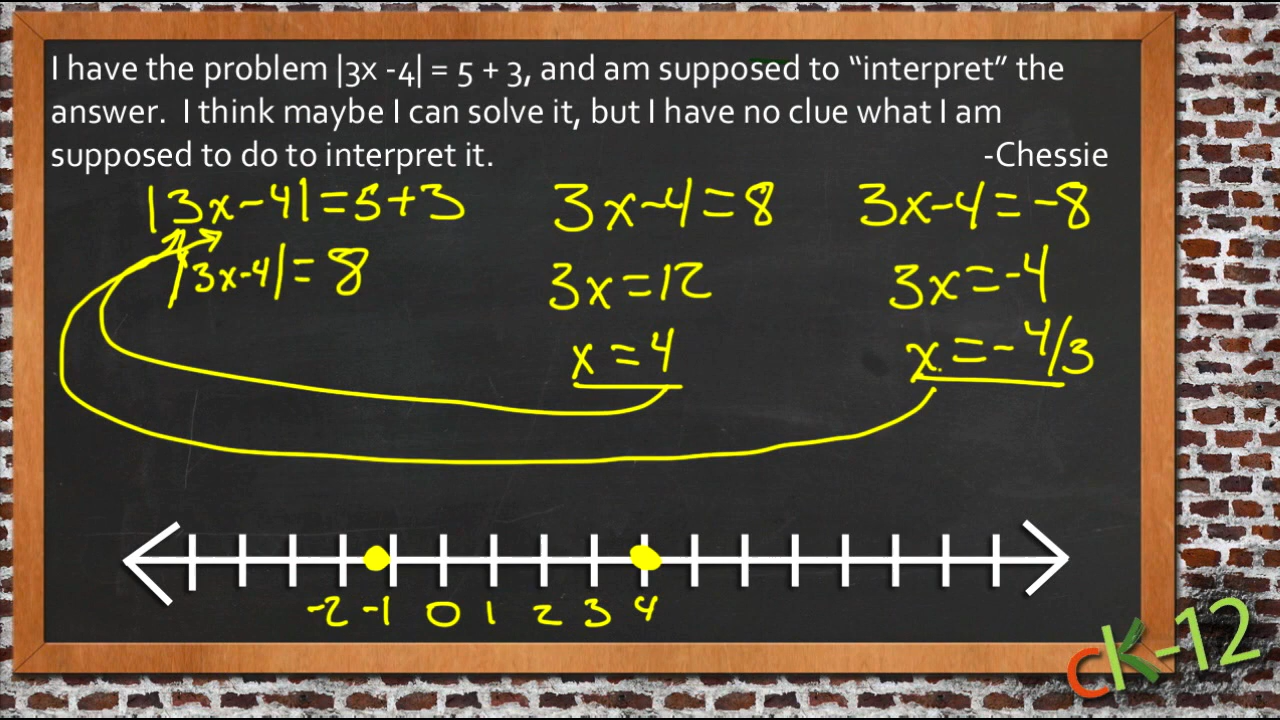 I have the problem |3x -4| = 5 + 3, and am supposed to “interpret” the
answer. I think maybe I can solve it, but I have no clue what I am
supposed to do to interpret it. -Chessie
|3x-4|=5+3 3x-4=8 3x-4=-8
|3x-4|=8 3x=12 3x=-4
x=4 x=-4/3
-2 -1 0 1 2 3 4
cK-12